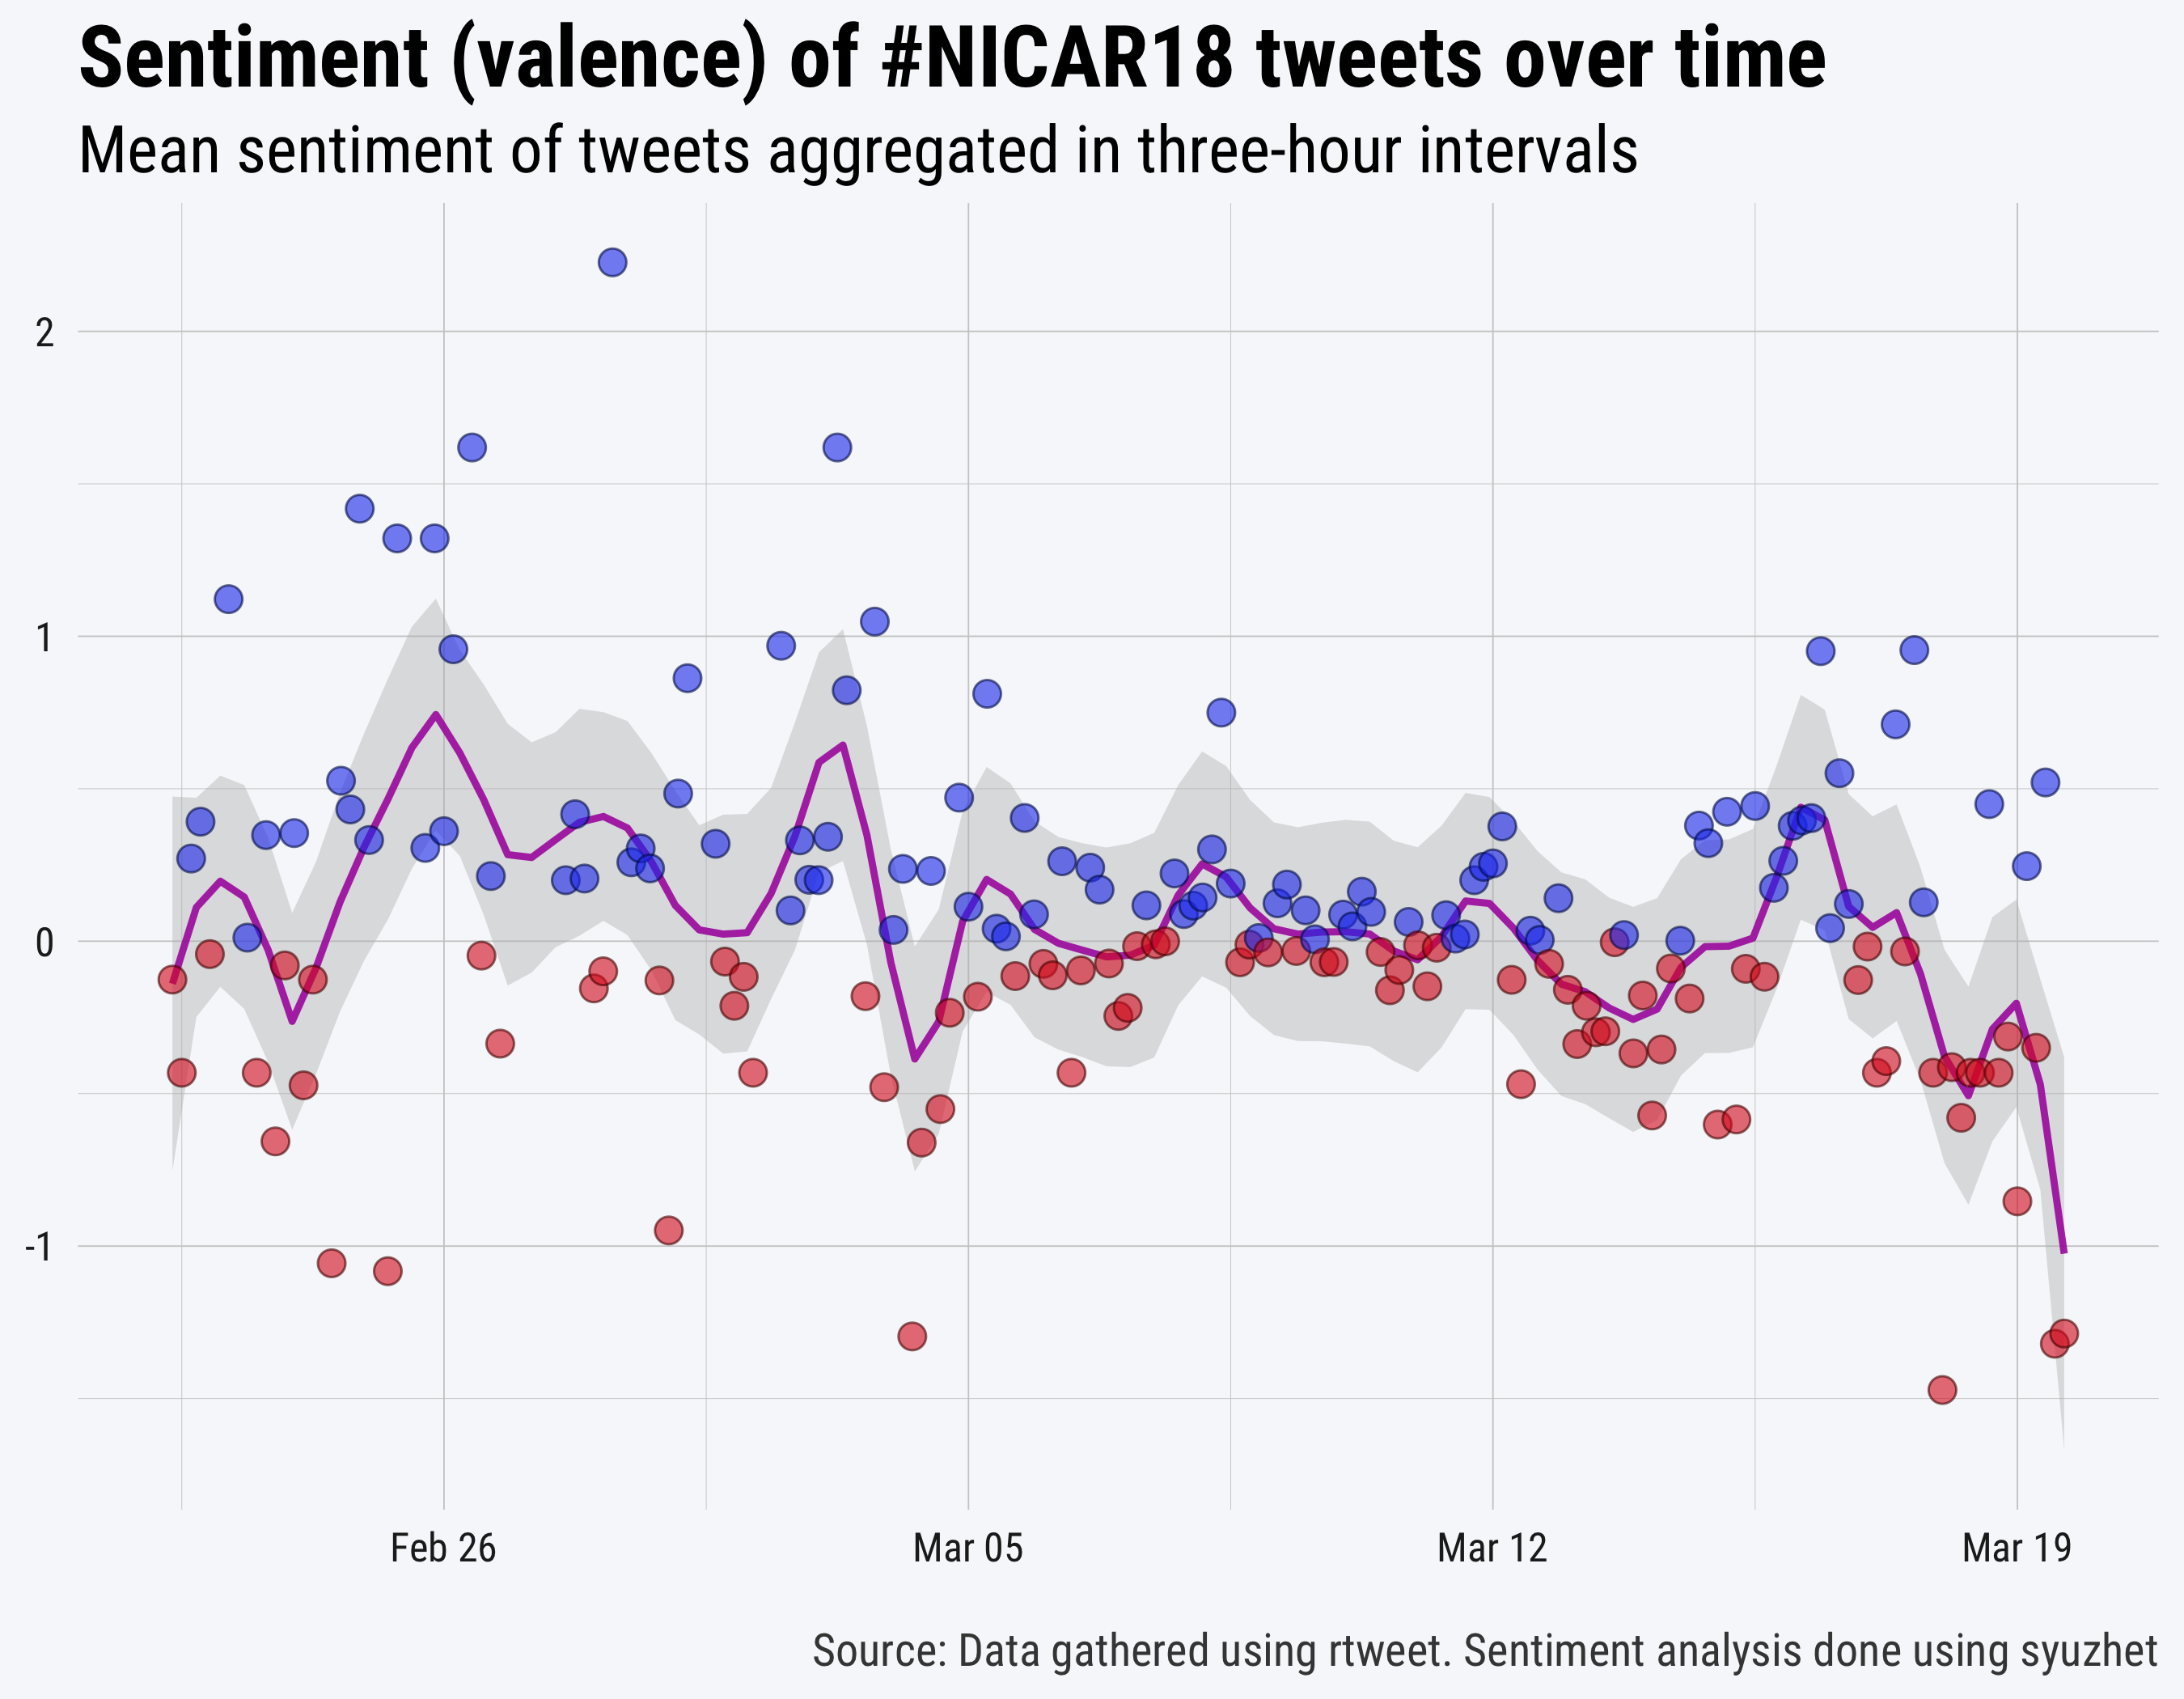 Sentiment (valence) of #NICAR18 tweets over time
Mean sentiment of tweets aggregated in three-hour intervals
2
1
0
-1
Feb 26 Mar 05 Mar 12 Mar 19
Source: Data gathered using rtweet. Sentiment analysis done using syuzhet